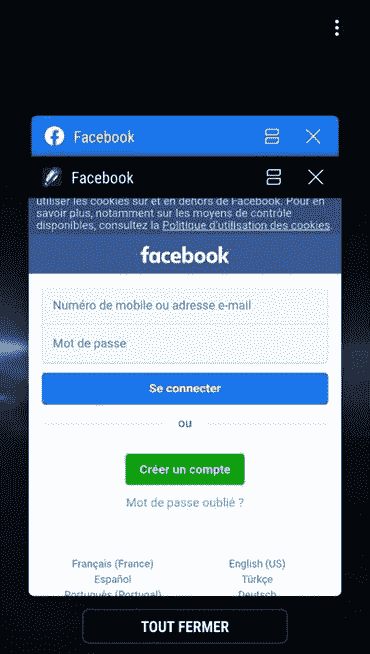 Facebook
Facebook
utiliser les cookies sur et en dehors de Facebook. Pour en
savoir plus, notamment sur les moyens de contrôle
disponibles, consultez la Politique d'utilisation des cookies
facebook
Numéro de mobile ou adresse e-mail
Mot de passe
Se connecter
ou
Créer un compte
Mot de passe oublié ?
Français (France)
English (US)
Español
Türkçe
Português (Portugal)
Deutsch
TOUT FERMER